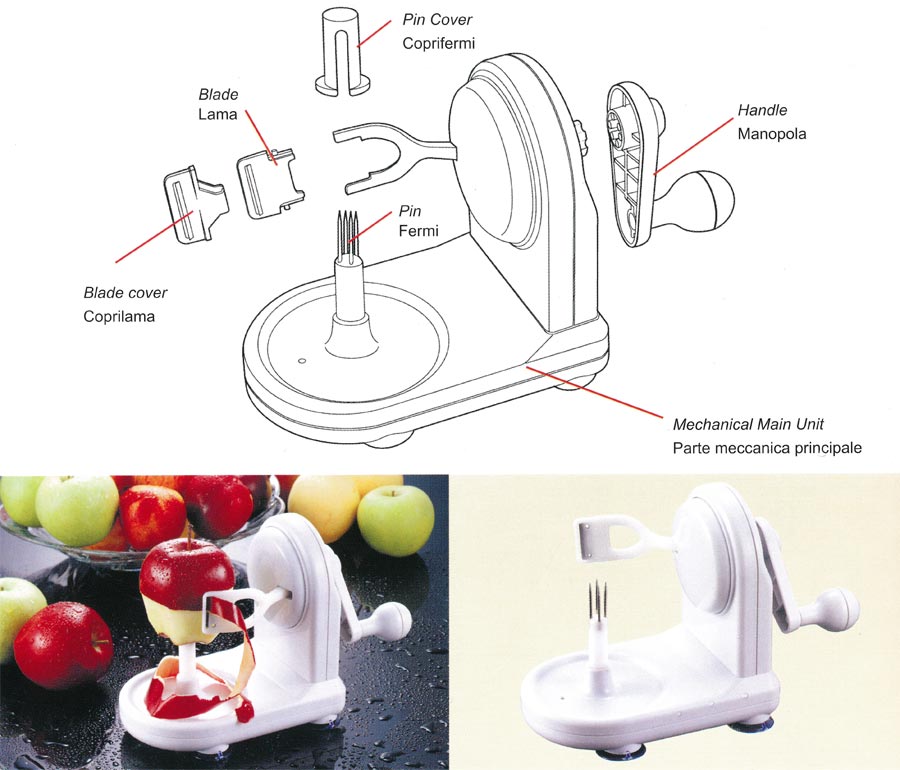 Pin Cover
Coprifermi
Blade
Lama
Handle
Manopola
Pin
Fermi
Blade cover
Coprilama
Mechanical Main Unit
Parte meccanica principale